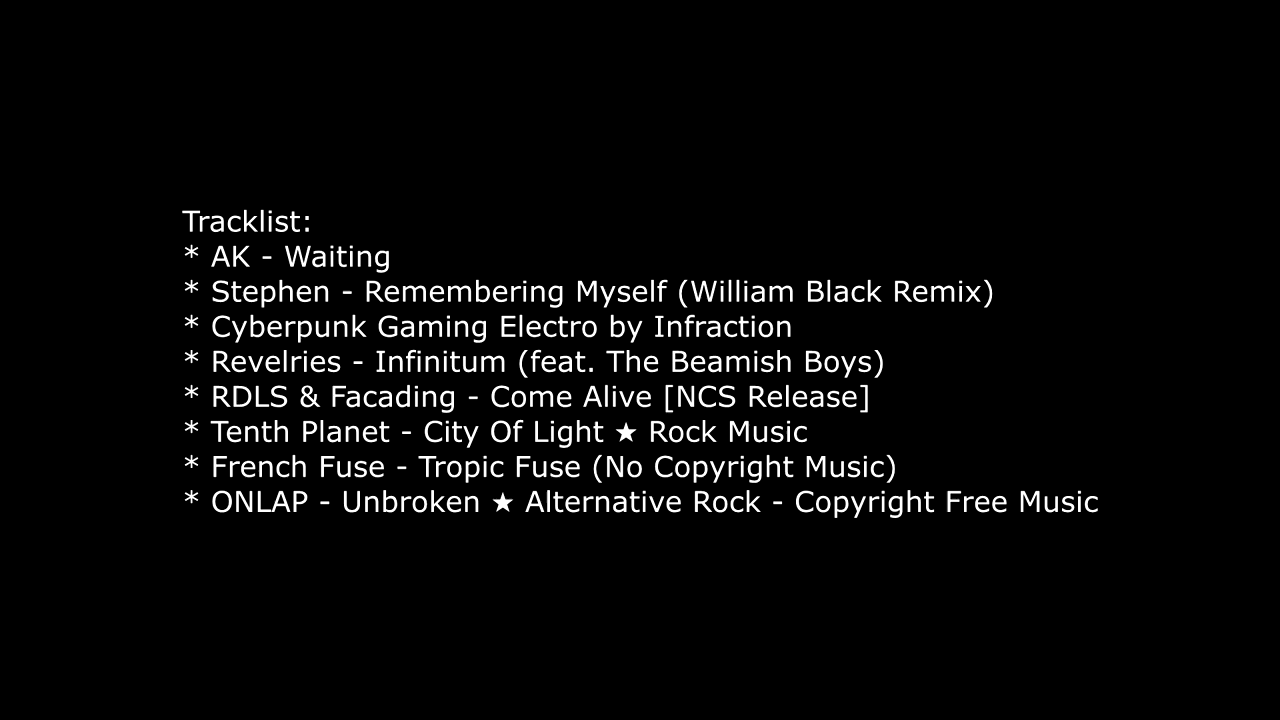 Tracklist:
* AK - Waiting
* Stephen - Remembering Myself (William Black Remix)
* Cyberpunk Gaming Electro by Infraction
* Revelries - Infinitum (feat. The Beamish Boys)
* RDLS & Facading - Come Alive [NCS Release]
* Tenth Planet - City Of Light ★ Rock Music
* French Fuse - Tropic Fuse (No Copyright Music)
* ONLAP - Unbroken ★ Alternative Rock - Copyright Free Music